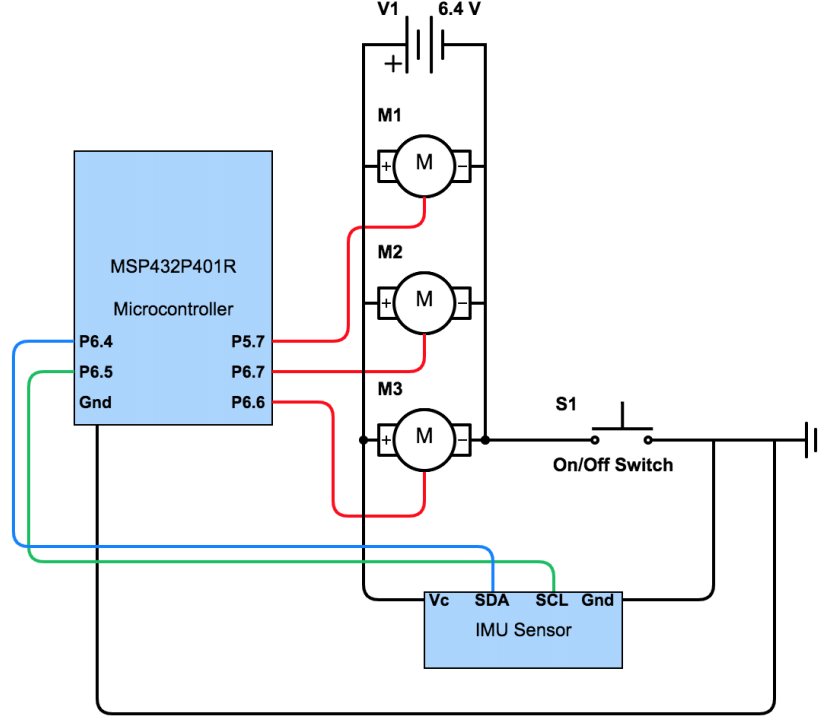 V1 6.4 V
+
M1
+ M −
MSP432P401R
Microcontroller
M2
+ M −
P6.4 P5.7
P6.5 P6.7
Gnd P6.6
M3
+ M −
S1
On/Off Switch
Vc SDA SCL Gnd
IMU Sensor